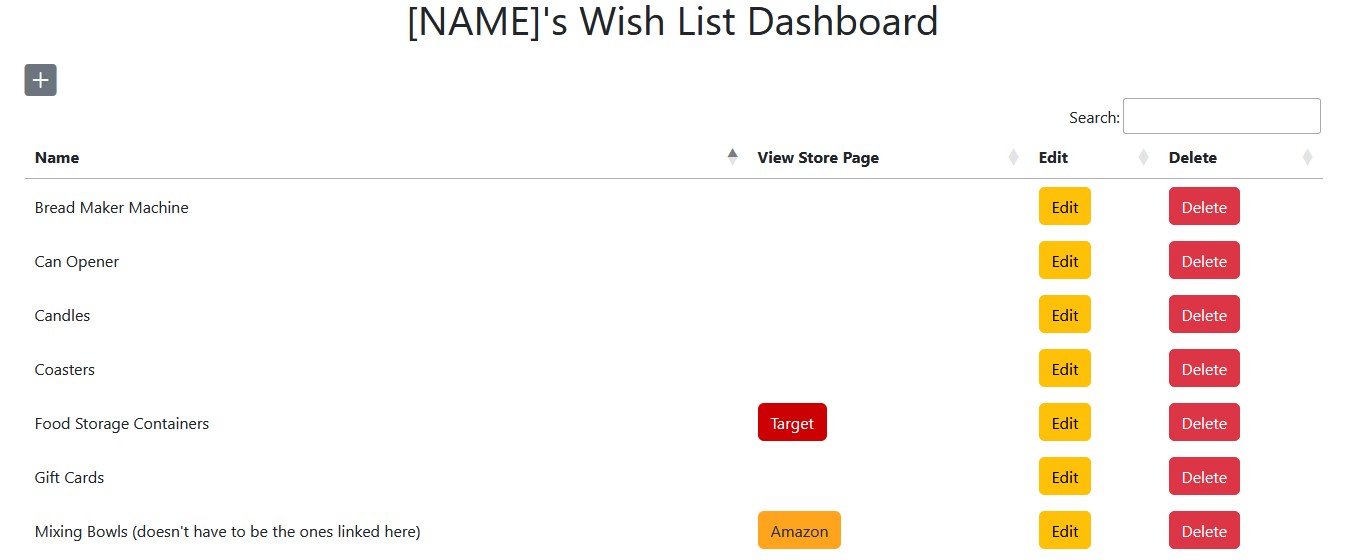 [NAME]'s Wish List Dashboard
+
Search:
Name View Store Page Edit Delete
Bread Maker Machine Edit Delete
Can Opener Edit Delete
Candles Edit Delete
Coasters Edit Delete
Food Storage Containers Target Edit Delete
Gift Cards Edit Delete
Mixing Bowls (doesn't have to be the ones linked here) Amazon Edit Delete